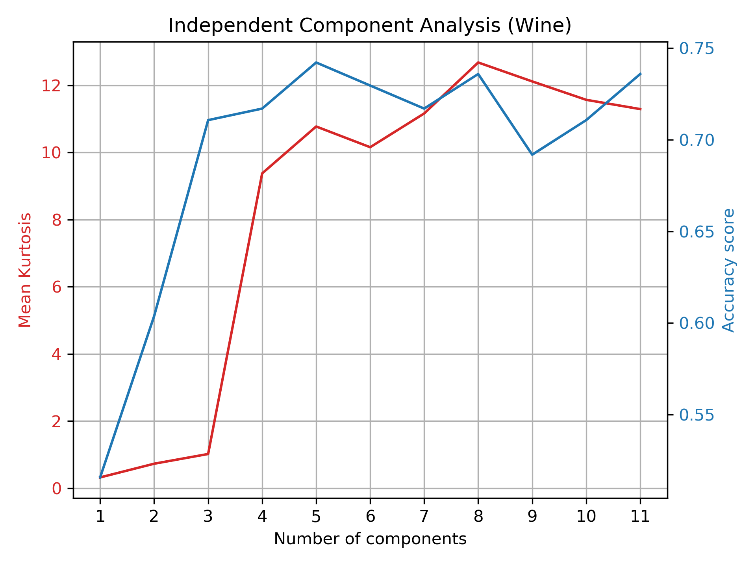 Independent Component Analysis (Wine)
12
10
8
6
4
2
0
Mean Kurtosis
0.75
0.70
0.65
0.60
0.55
Accuracy score
1 2 3 4 5 6 7 8 9 10 11
Number of components